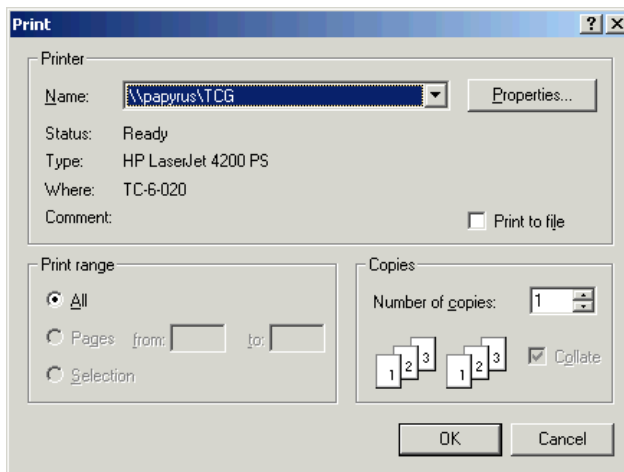 Print
Printer
Name: \\papyrus\TCG Properties...
Status: Ready
Type: HP LaserJet 4200 PS
Where: TC-6-020
Comment: Print to file
Print range
All
Pages from: to:
Selection
Copies
Number of copies: 1
1 2 3 1 2 3 Collate
OK Cancel